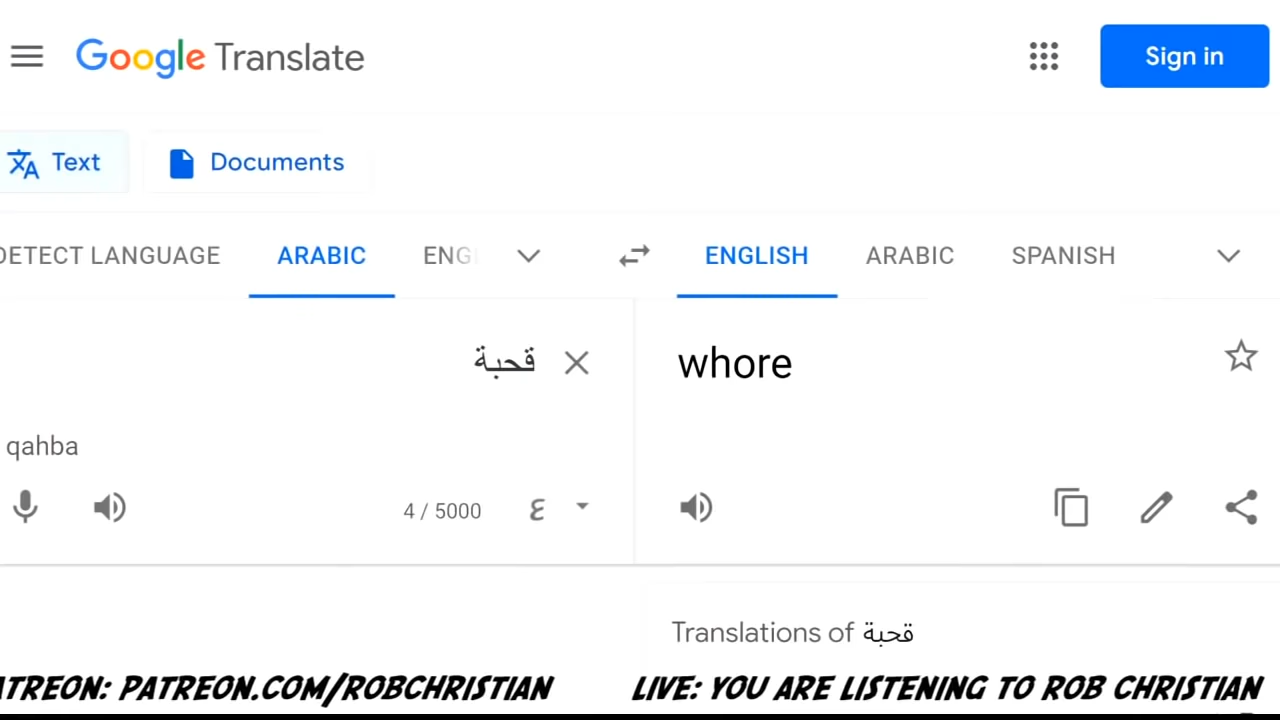 Google Translate
Sign in
Text
Documents
DETECT LANGUAGE ARABIC ENGL
ENGLISH ARABIC SPANISH
قحبة
whore
qahba
4 / 5000 ع
Translations of قحبة
ATREON: PATREON.COM/ROBCHRISTIAN LIVE: YOU ARE LISTENING TO ROB CHRISTIAN